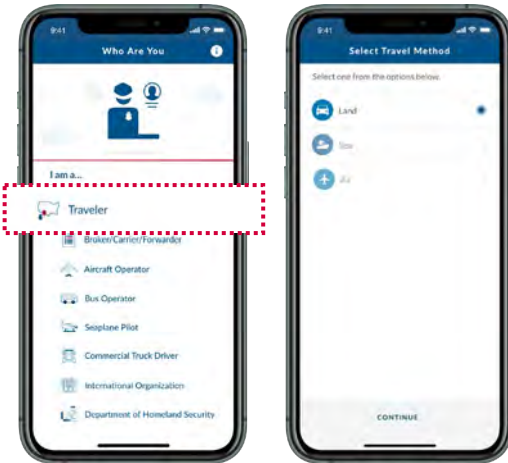 9:41
Who Are You
I am a...
Traveler
Broker/Carrier/Forwarder
Aircraft Operator
Bus Operator
Seaplane Pilot
Commercial Truck Driver
International Organization
Department of Homeland Security
9:41
Select Travel Method
Select one from the options below.
Land
Sea
Air
CONTINUE